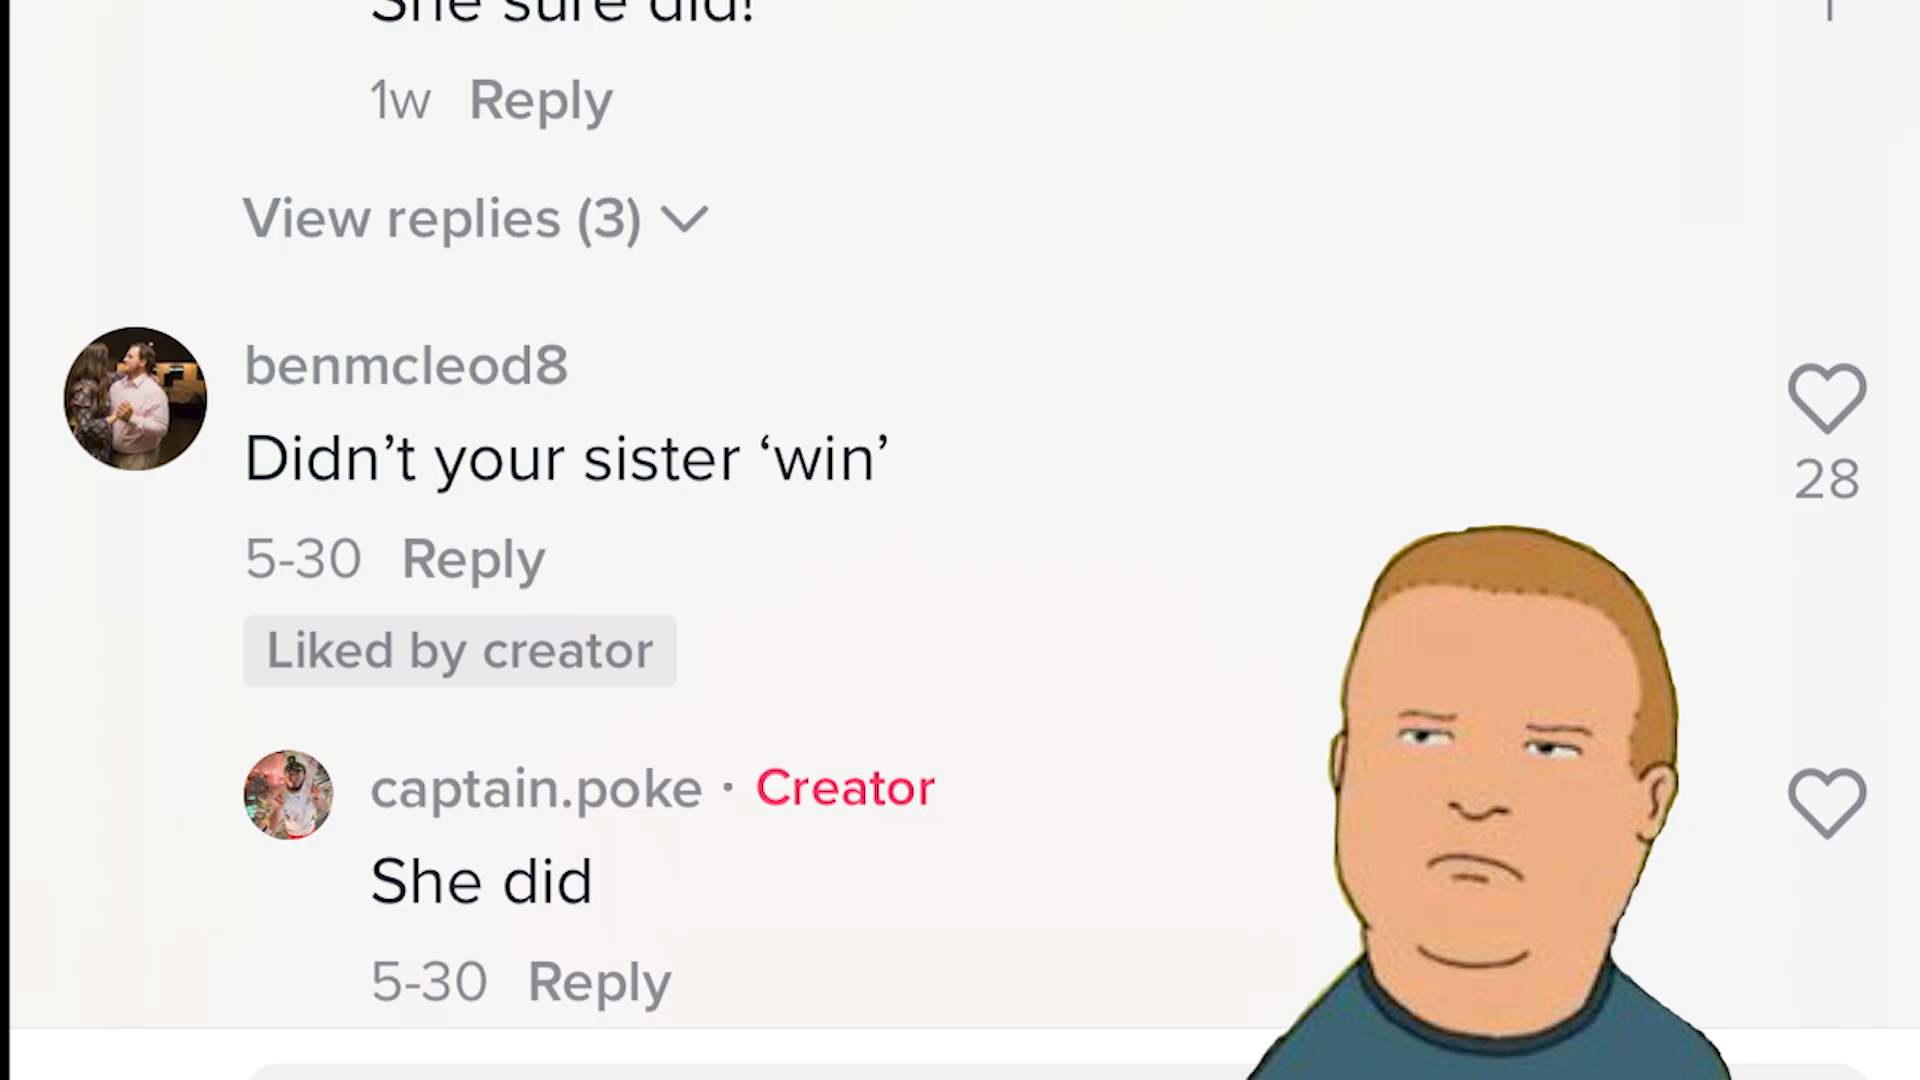 She sure did!
1w Reply
View replies (3)
benmcleod8
Didn’t your sister ‘win’
28
5-30 Reply
Liked by creator
captain.poke · Creator
She did
5-30 Reply